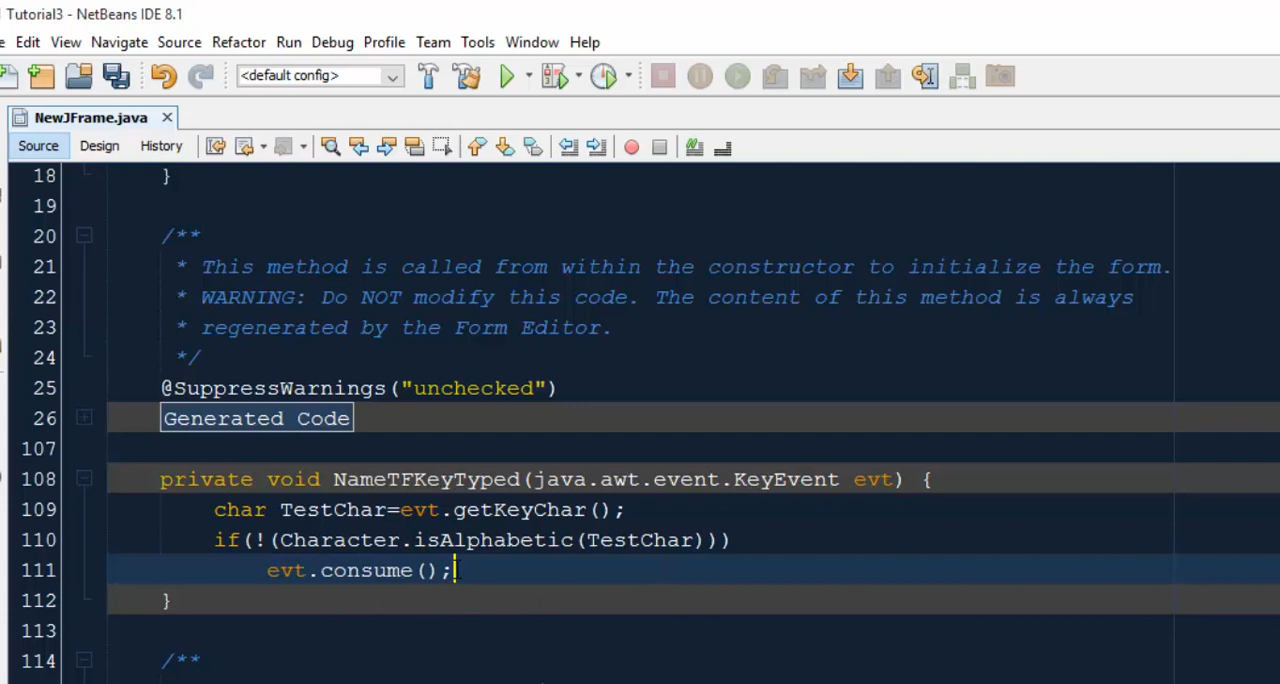 Tutorial3 - NetBeans IDE 8.1
e Edit View Navigate Source Refactor Run Debug Profile Team Tools Window Help
<default config>
NewJFrame.java
Source Design History
18 }
19
20 /**
21 * This method is called from within the constructor to initialize the form.
22 * WARNING: Do NOT modify this code. The content of this method is always
23 * regenerated by the Form Editor.
24 */
25 @SuppressWarnings("unchecked")
26 Generated Code
107
108 private void NameTFKeyTyped(java.awt.event.KeyEvent evt) {
109 char TestChar=evt.getKeyChar();
110 if(!(Character.isAlphabetic(TestChar)))
111 evt.consume();
112 }
113
114 /**